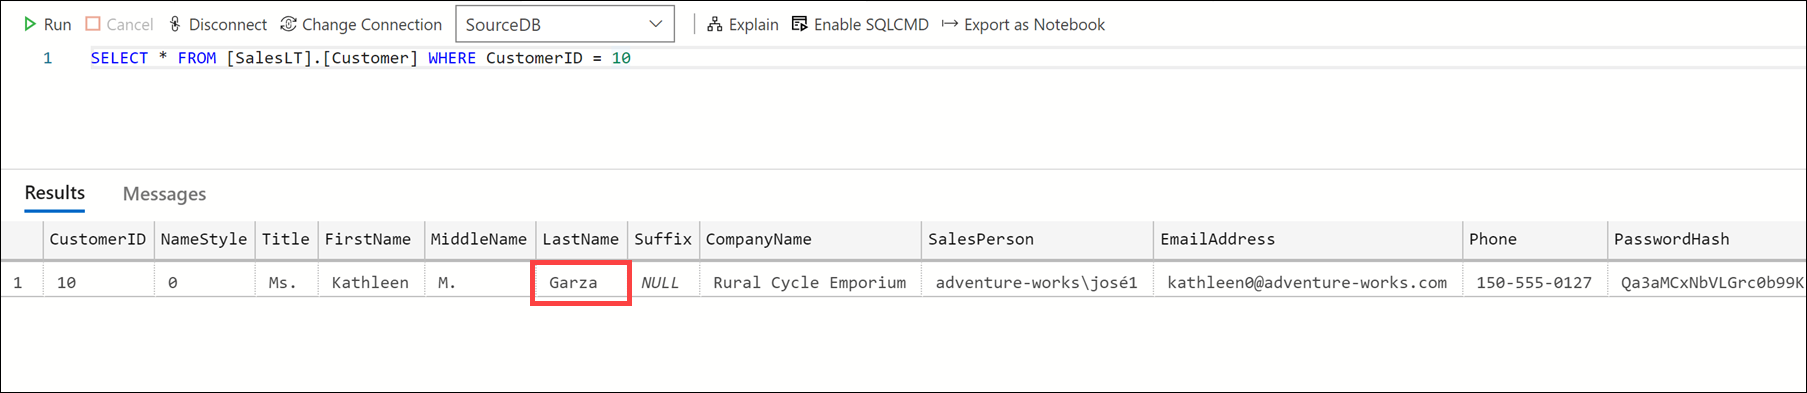 Run Cancel Disconnect Change Connection SourceDB Explain Enable SQLCMD Export as Notebook
1 SELECT * FROM [SalesLT].[Customer] WHERE CustomerID = 10
Results Messages
CustomerID NameStyle Title FirstName MiddleName LastName Suffix CompanyName SalesPerson EmailAddress Phone PasswordHash
1 10 0 Ms. Kathleen M. Garza NULL Rural Cycle Emporium adventure-works\josé1 kathleen0@adventure-works.com 150-555-0127 Qa3aMCxNbVLGrc0b99K